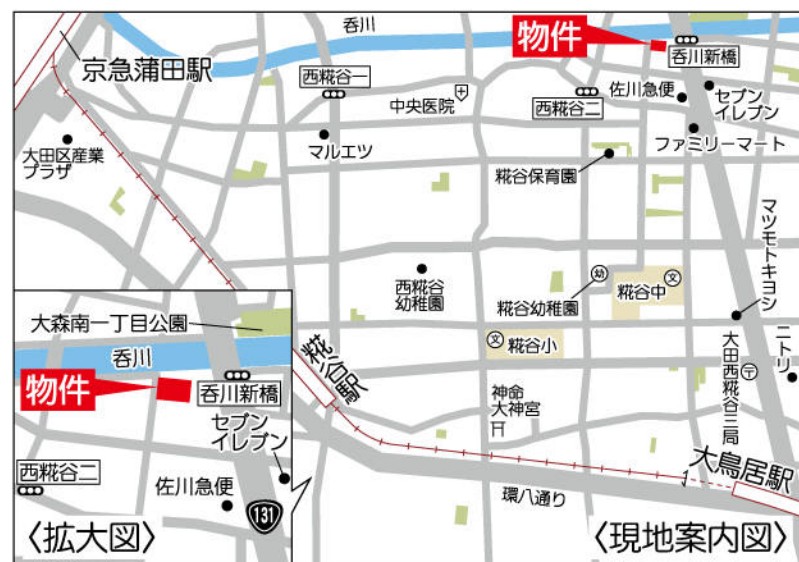 呑川
物件
呑川新橋
京急蒲田駅
西糀谷一
中央医院
西糀谷二
佐川急便
セブン
イレブン
大田区産業
プラザ
マルエツ
ファミリーマート
糀谷保育園
マツモトキヨシ
西糀谷
幼稚園
幼
糀谷幼稚園
糀谷中
文
大森南一丁目公園
呑川
物件
呑川新橋
糀谷駅
文
糀谷小
大田西糀谷三局
ニトリ
神命
大神宮
セブン
イレブン
西糀谷二
佐川急便
131
大鳥居駅
環八通り
〈拡大図〉
〈現地案内図〉